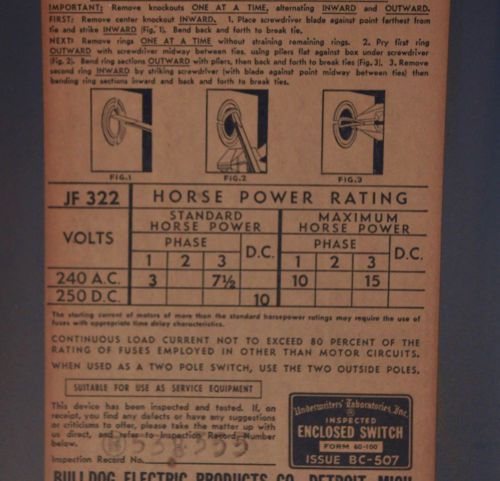 IMPORTANT: Remove knockouts ONE AT A TIME, alternating INWARD and OUTWARD.
FIRST: Remove center knockout INWARD. 1. Place screwdriver blade against point farthest from
tie and strike INWARD (Fig. 1). Bend back and forth to break tie.
NEXT: Remove rings ONE AT A TIME without straining remaining rings. 2. Pry first ring
OUTWARD with screwdriver midway between ties, using pliers flat against box under screwdriver
(Fig. 2). Bend ring sections OUTWARD with pliers, then back and forth to break ties (Fig. 3). 3. Remove
second ring INWARD by striking screwdriver (with blade against point midway between ties) then
bending ring sections inward and back and forth to break ties.
FIG.1 FIG.2 FIG.3
JF 322 HORSE POWER RATING
VOLTS STANDARD HORSE POWER MAXIMUM HORSE POWER
PHASE D.C. PHASE D.C.
1 2 3 1 2 3
240 A.C. 3 7½ 10 15
250 D.C. 10
The starting current of motors of more than the standard horsepower ratings may require the use of
fuses with appropriate time delay characteristics.
CONTINUOUS LOAD CURRENT NOT TO EXCEED 80 PERCENT OF THE
RATING OF FUSES EMPLOYED IN OTHER THAN MOTOR CIRCUITS.
WHEN USED AS A TWO POLE SWITCH, USE THE TWO OUTSIDE POLES.
SUITABLE FOR USE AS SERVICE EQUIPMENT
This device has been inspected and tested. If, on
receipt, you find any defects or have any suggestions
or criticisms to offer, please take the matter up with
us direct, and refer to Inspection Record Number
below.
Inspection Record No.
Underwriters' Laboratories, Inc.
INSPECTED
ENCLOSED SWITCH
FORM 60-100
ISSUE BC-507
BULLDOG ELECTRIC PRODUCTS CO. DETROIT, MICH.